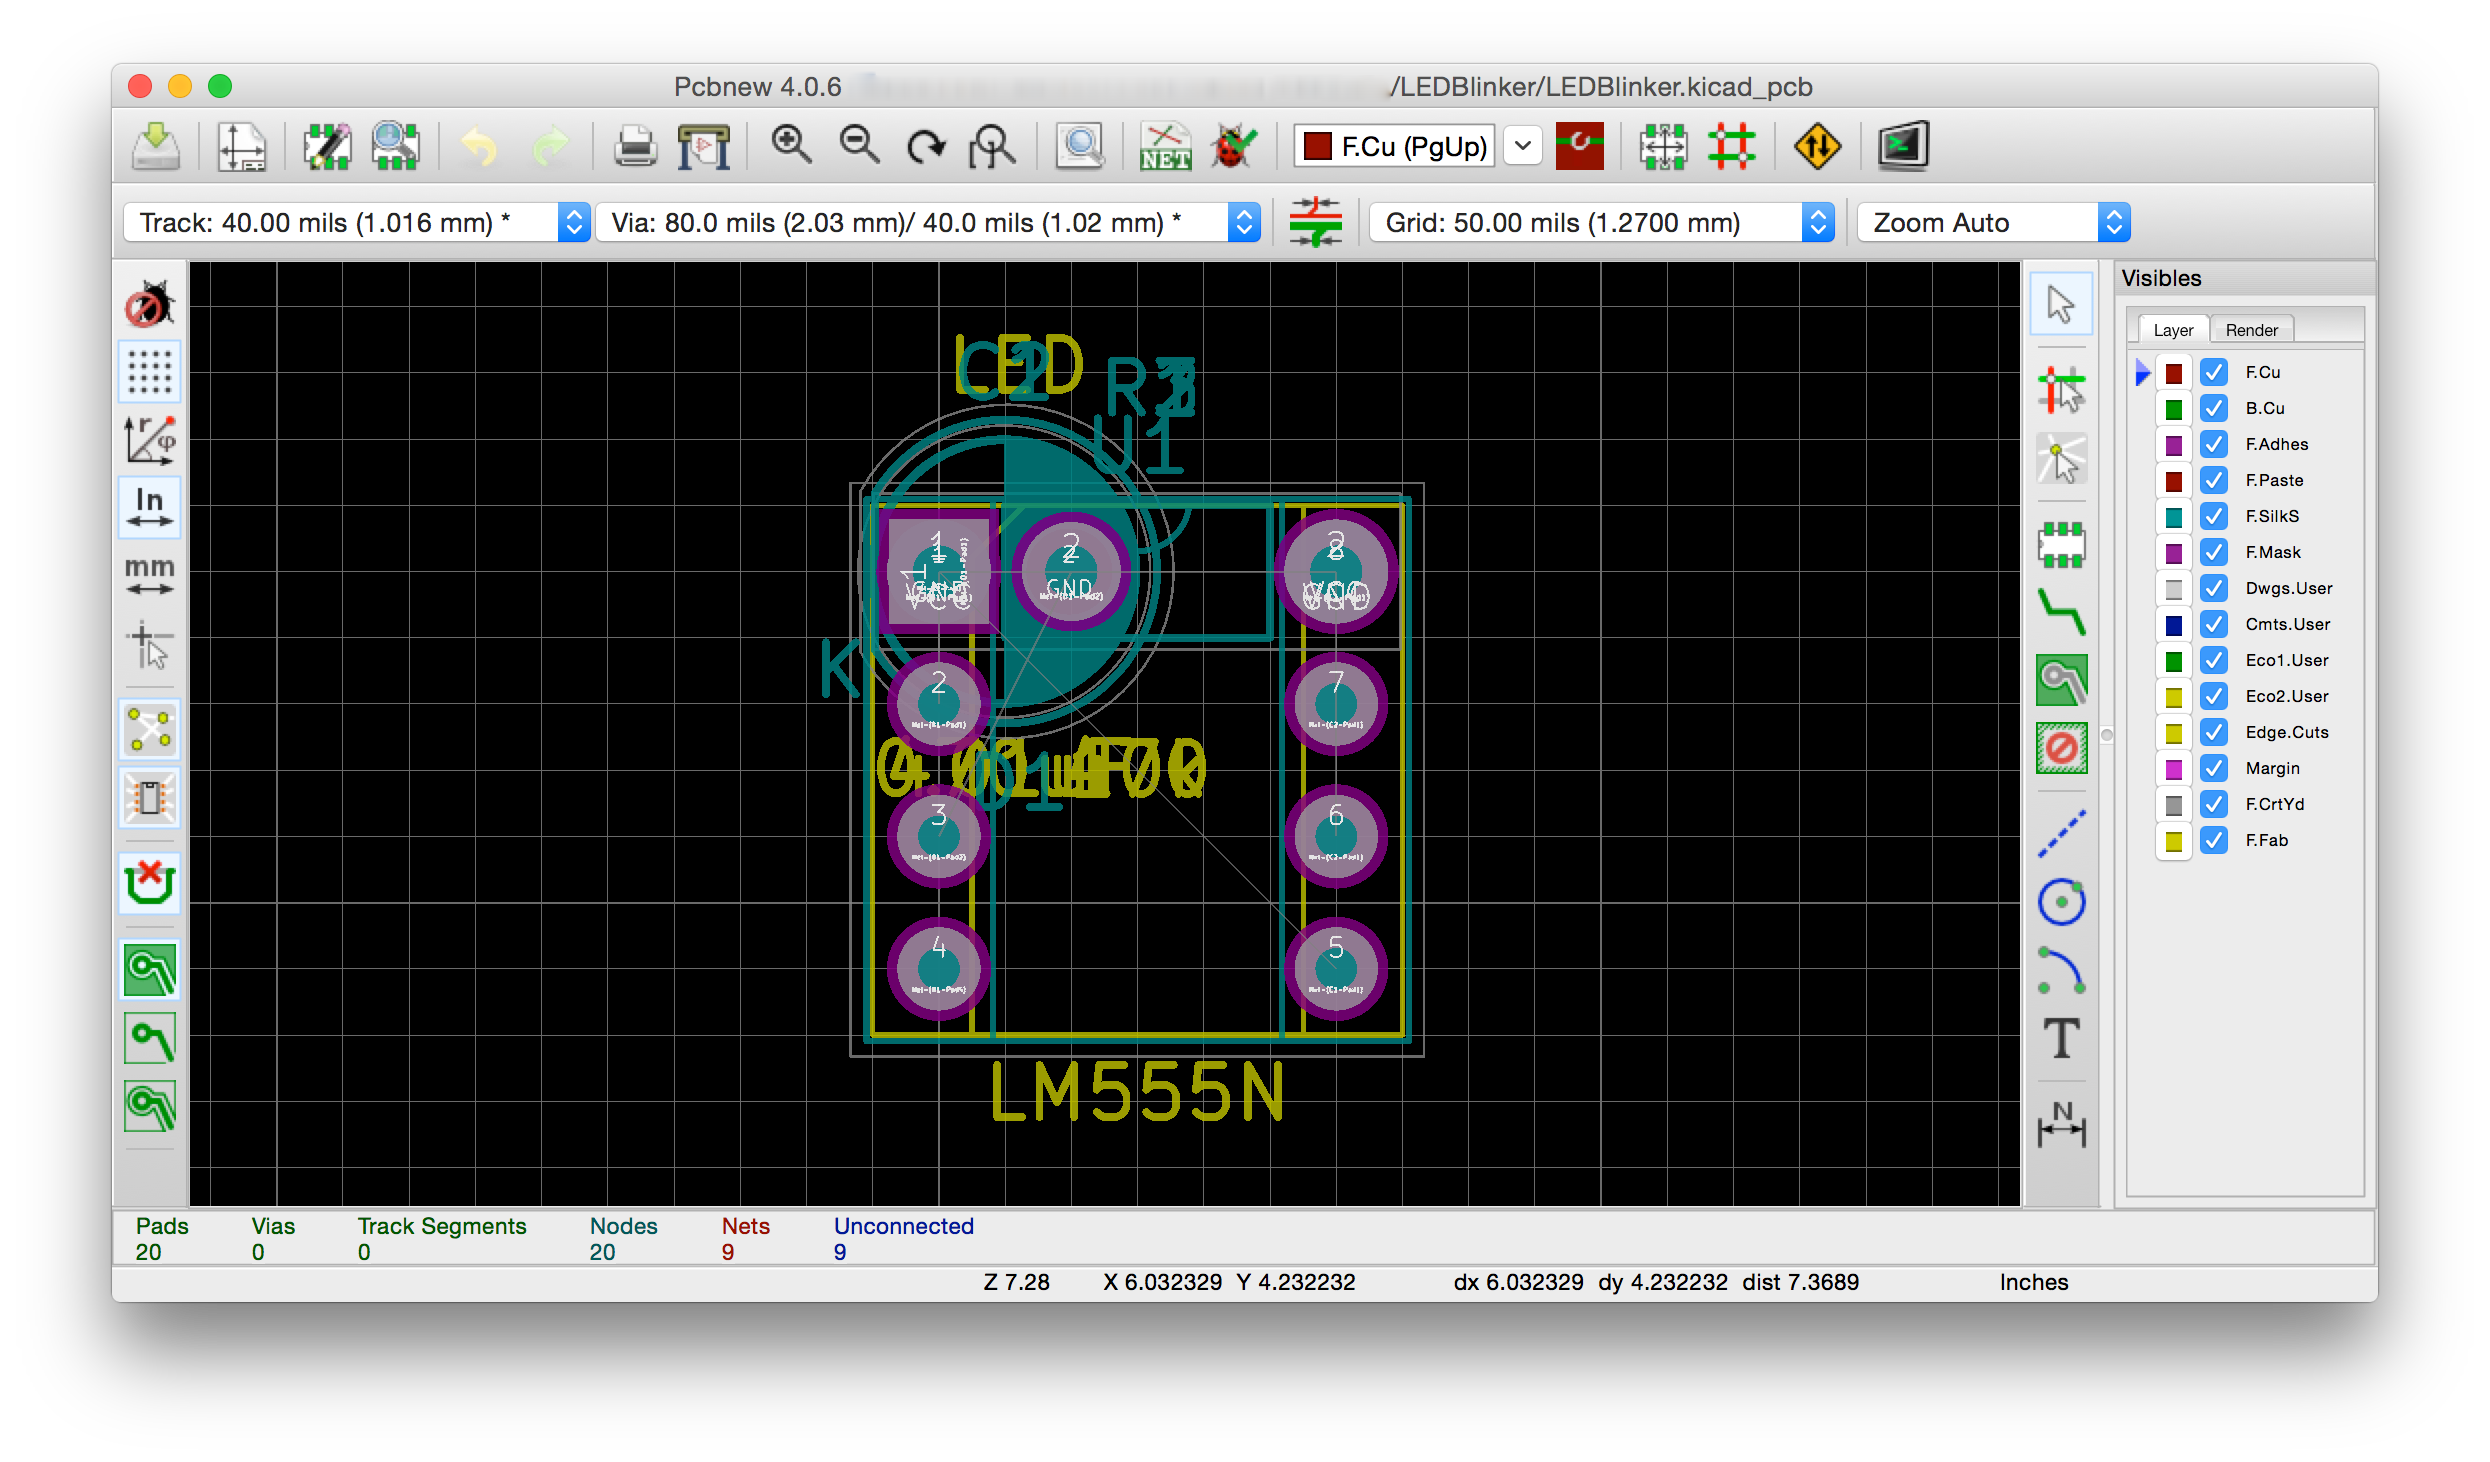 Pcbnew 4.0.6
/LEDBlinker/LEDBlinker.kicad_pcb
NET
F.Cu (PgUp)
Track: 40.00 mils (1.016 mm) *
Via: 80.0 mils (2.03 mm)/ 40.0 mils (1.02 mm) *
Grid: 50.00 mils (1.2700 mm)
Zoom Auto
r
φ
In
mm
LED
U1
K
1
2
GND
8
2
7
3
6
4
5
D1
LM555N
T
N
Visibles
Layer
Render
F.Cu
B.Cu
F.Adhes
F.Paste
F.SilkS
F.Mask
Dwgs.User
Cmts.User
Eco1.User
Eco2.User
Edge.Cuts
Margin
F.CrtYd
F.Fab
Pads Vias Track Segments Nodes Nets Unconnected
20 0 0 20 9 9
Z 7.28 X 6.032329 Y 4.232232 dx 6.032329 dy 4.232232 dist 7.3689 Inches